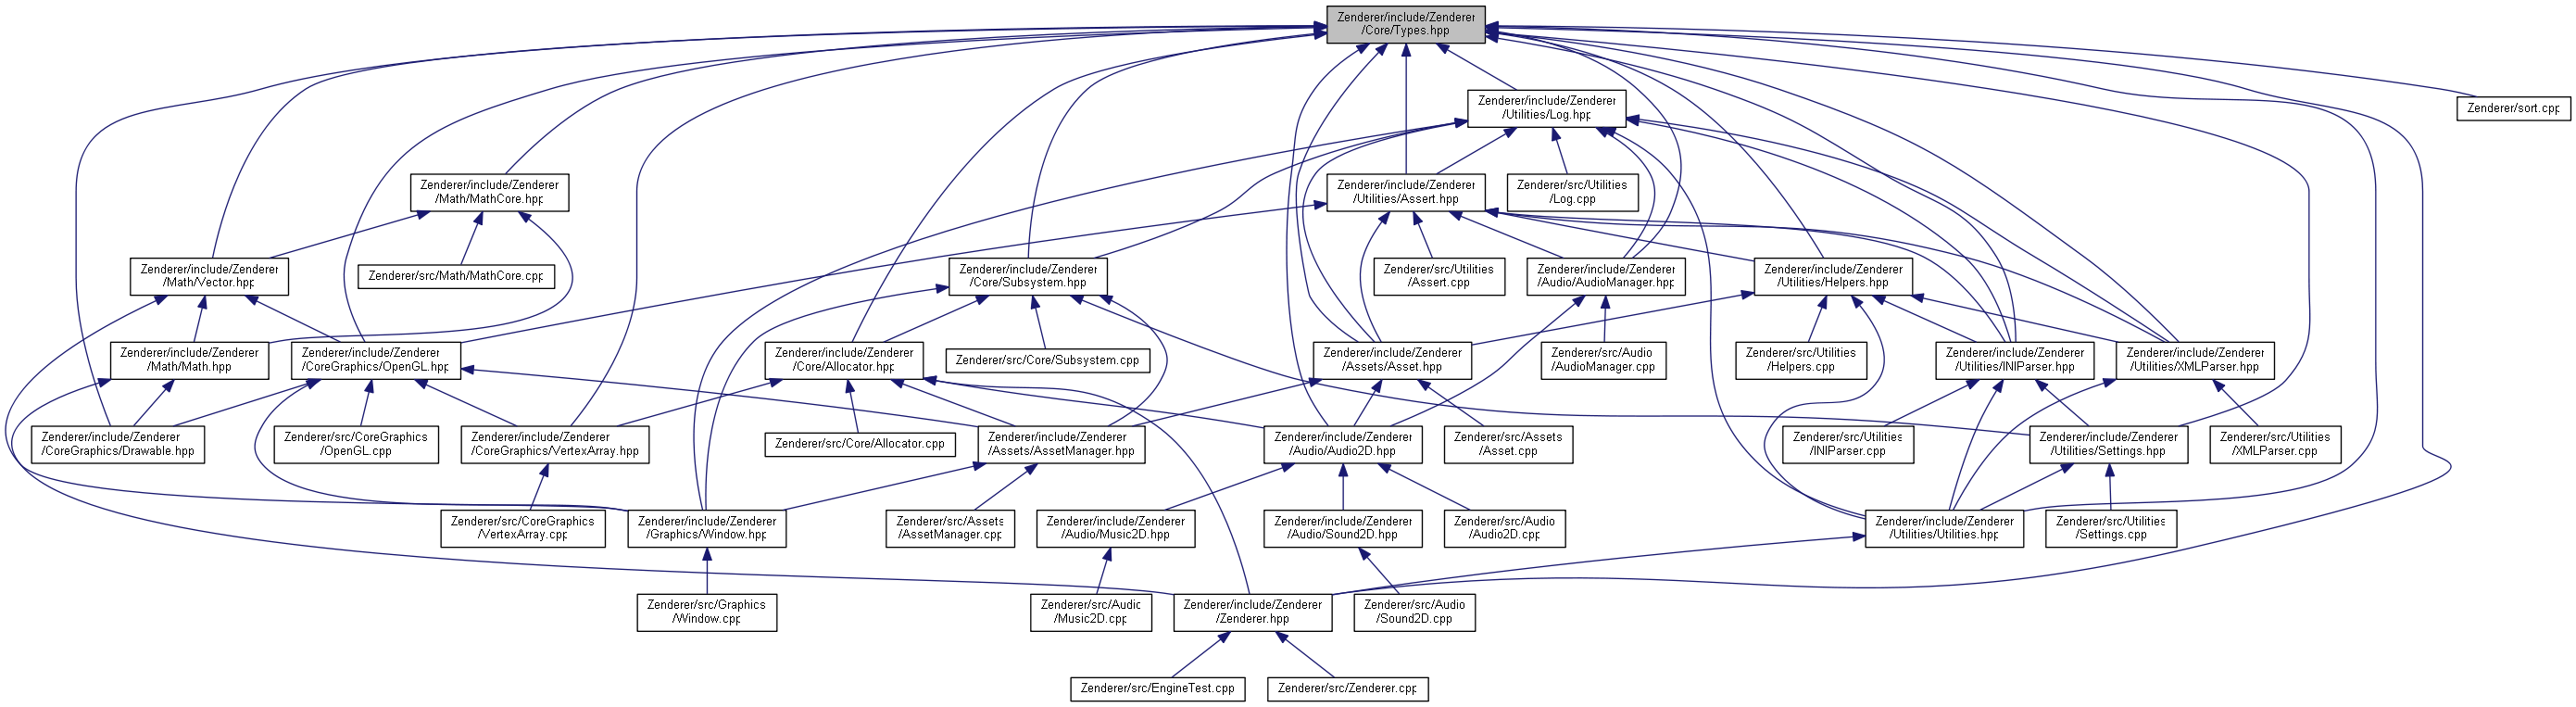 Zenderer/include/Zenderer
/Core/Types.hpp
Zenderer/include/Zenderer
/Utilities/Log.hpp
Zenderer/sort.cpp
Zenderer/include/Zenderer
/Math/MathCore.hpp
Zenderer/include/Zenderer
/Utilities/Assert.hpp
Zenderer/src/Utilities
/Log.cpp
Zenderer/include/Zenderer
/Math/Vector.hpp
Zenderer/src/Math/MathCore.cpp
Zenderer/include/Zenderer
/Core/Subsystem.hpp
Zenderer/src/Utilities
/Assert.cpp
Zenderer/include/Zenderer
/Audio/AudioManager.hpp
Zenderer/include/Zenderer
/Utilities/Helpers.hpp
Zenderer/include/Zenderer
/Math/Math.hpp
Zenderer/include/Zenderer
/CoreGraphics/OpenGL.hpp
Zenderer/include/Zenderer
/Core/Allocator.hpp
Zenderer/src/Core/Subsystem.cpp
Zenderer/include/Zenderer
/Assets/Asset.hpp
Zenderer/src/Audio
/AudioManager.cpp
Zenderer/src/Utilities
/Helpers.cpp
Zenderer/include/Zenderer
/Utilities/INIParser.hpp
Zenderer/include/Zenderer
/Utilities/XMLParser.hpp
Zenderer/include/Zenderer
/CoreGraphics/Drawable.hpp
Zenderer/src/CoreGraphics
/OpenGL.cpp
Zenderer/include/Zenderer
/CoreGraphics/VertexArray.hpp
Zenderer/src/Core/Allocator.cpp
Zenderer/include/Zenderer
/Assets/AssetManager.hpp
Zenderer/include/Zenderer
/Audio/Audio2D.hpp
Zenderer/src/Assets
/Asset.cpp
Zenderer/src/Utilities
/INIParser.cpp
Zenderer/include/Zenderer
/Utilities/Settings.hpp
Zenderer/src/Utilities
/XMLParser.cpp
Zenderer/src/CoreGraphics
/VertexArray.cpp
Zenderer/include/Zenderer
/Graphics/Window.hpp
Zenderer/src/Assets
/AssetManager.cpp
Zenderer/include/Zenderer
/Audio/Music2D.hpp
Zenderer/include/Zenderer
/Audio/Sound2D.hpp
Zenderer/src/Audio
/Audio2D.cpp
Zenderer/include/Zenderer
/Utilities/Utilities.hpp
Zenderer/src/Utilities
/Settings.cpp
Zenderer/src/Graphics
/Window.cpp
Zenderer/src/Audio
/Music2D.cpp
Zenderer/include/Zenderer
/Zenderer.hpp
Zenderer/src/Audio
/Sound2D.cpp
Zenderer/src/EngineTest.cpp
Zenderer/src/Zenderer.cpp